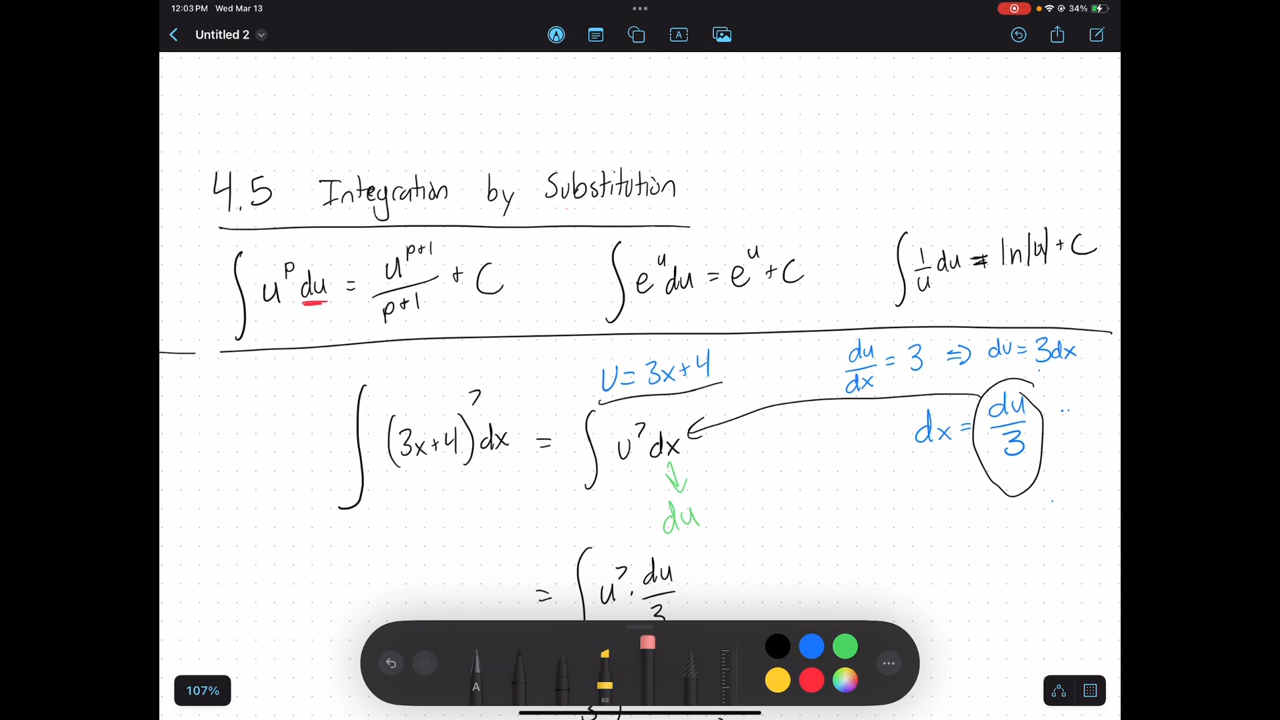 12:03 PM Wed Mar 13
34%
Untitled 2
4.5 Integration by Substitution
∫ u^p du = u^(p+1)/(p+1) + C
∫ e^u du = e^u + C
∫ 1/u du = ln|u| + C
u = 3x+4
du/dx = 3 ⇒ du = 3dx
∫ (3x+4)^7 dx = ∫ u^7 dx
dx = du/3
du
= ∫ u^7 · du/3
A
80
107%